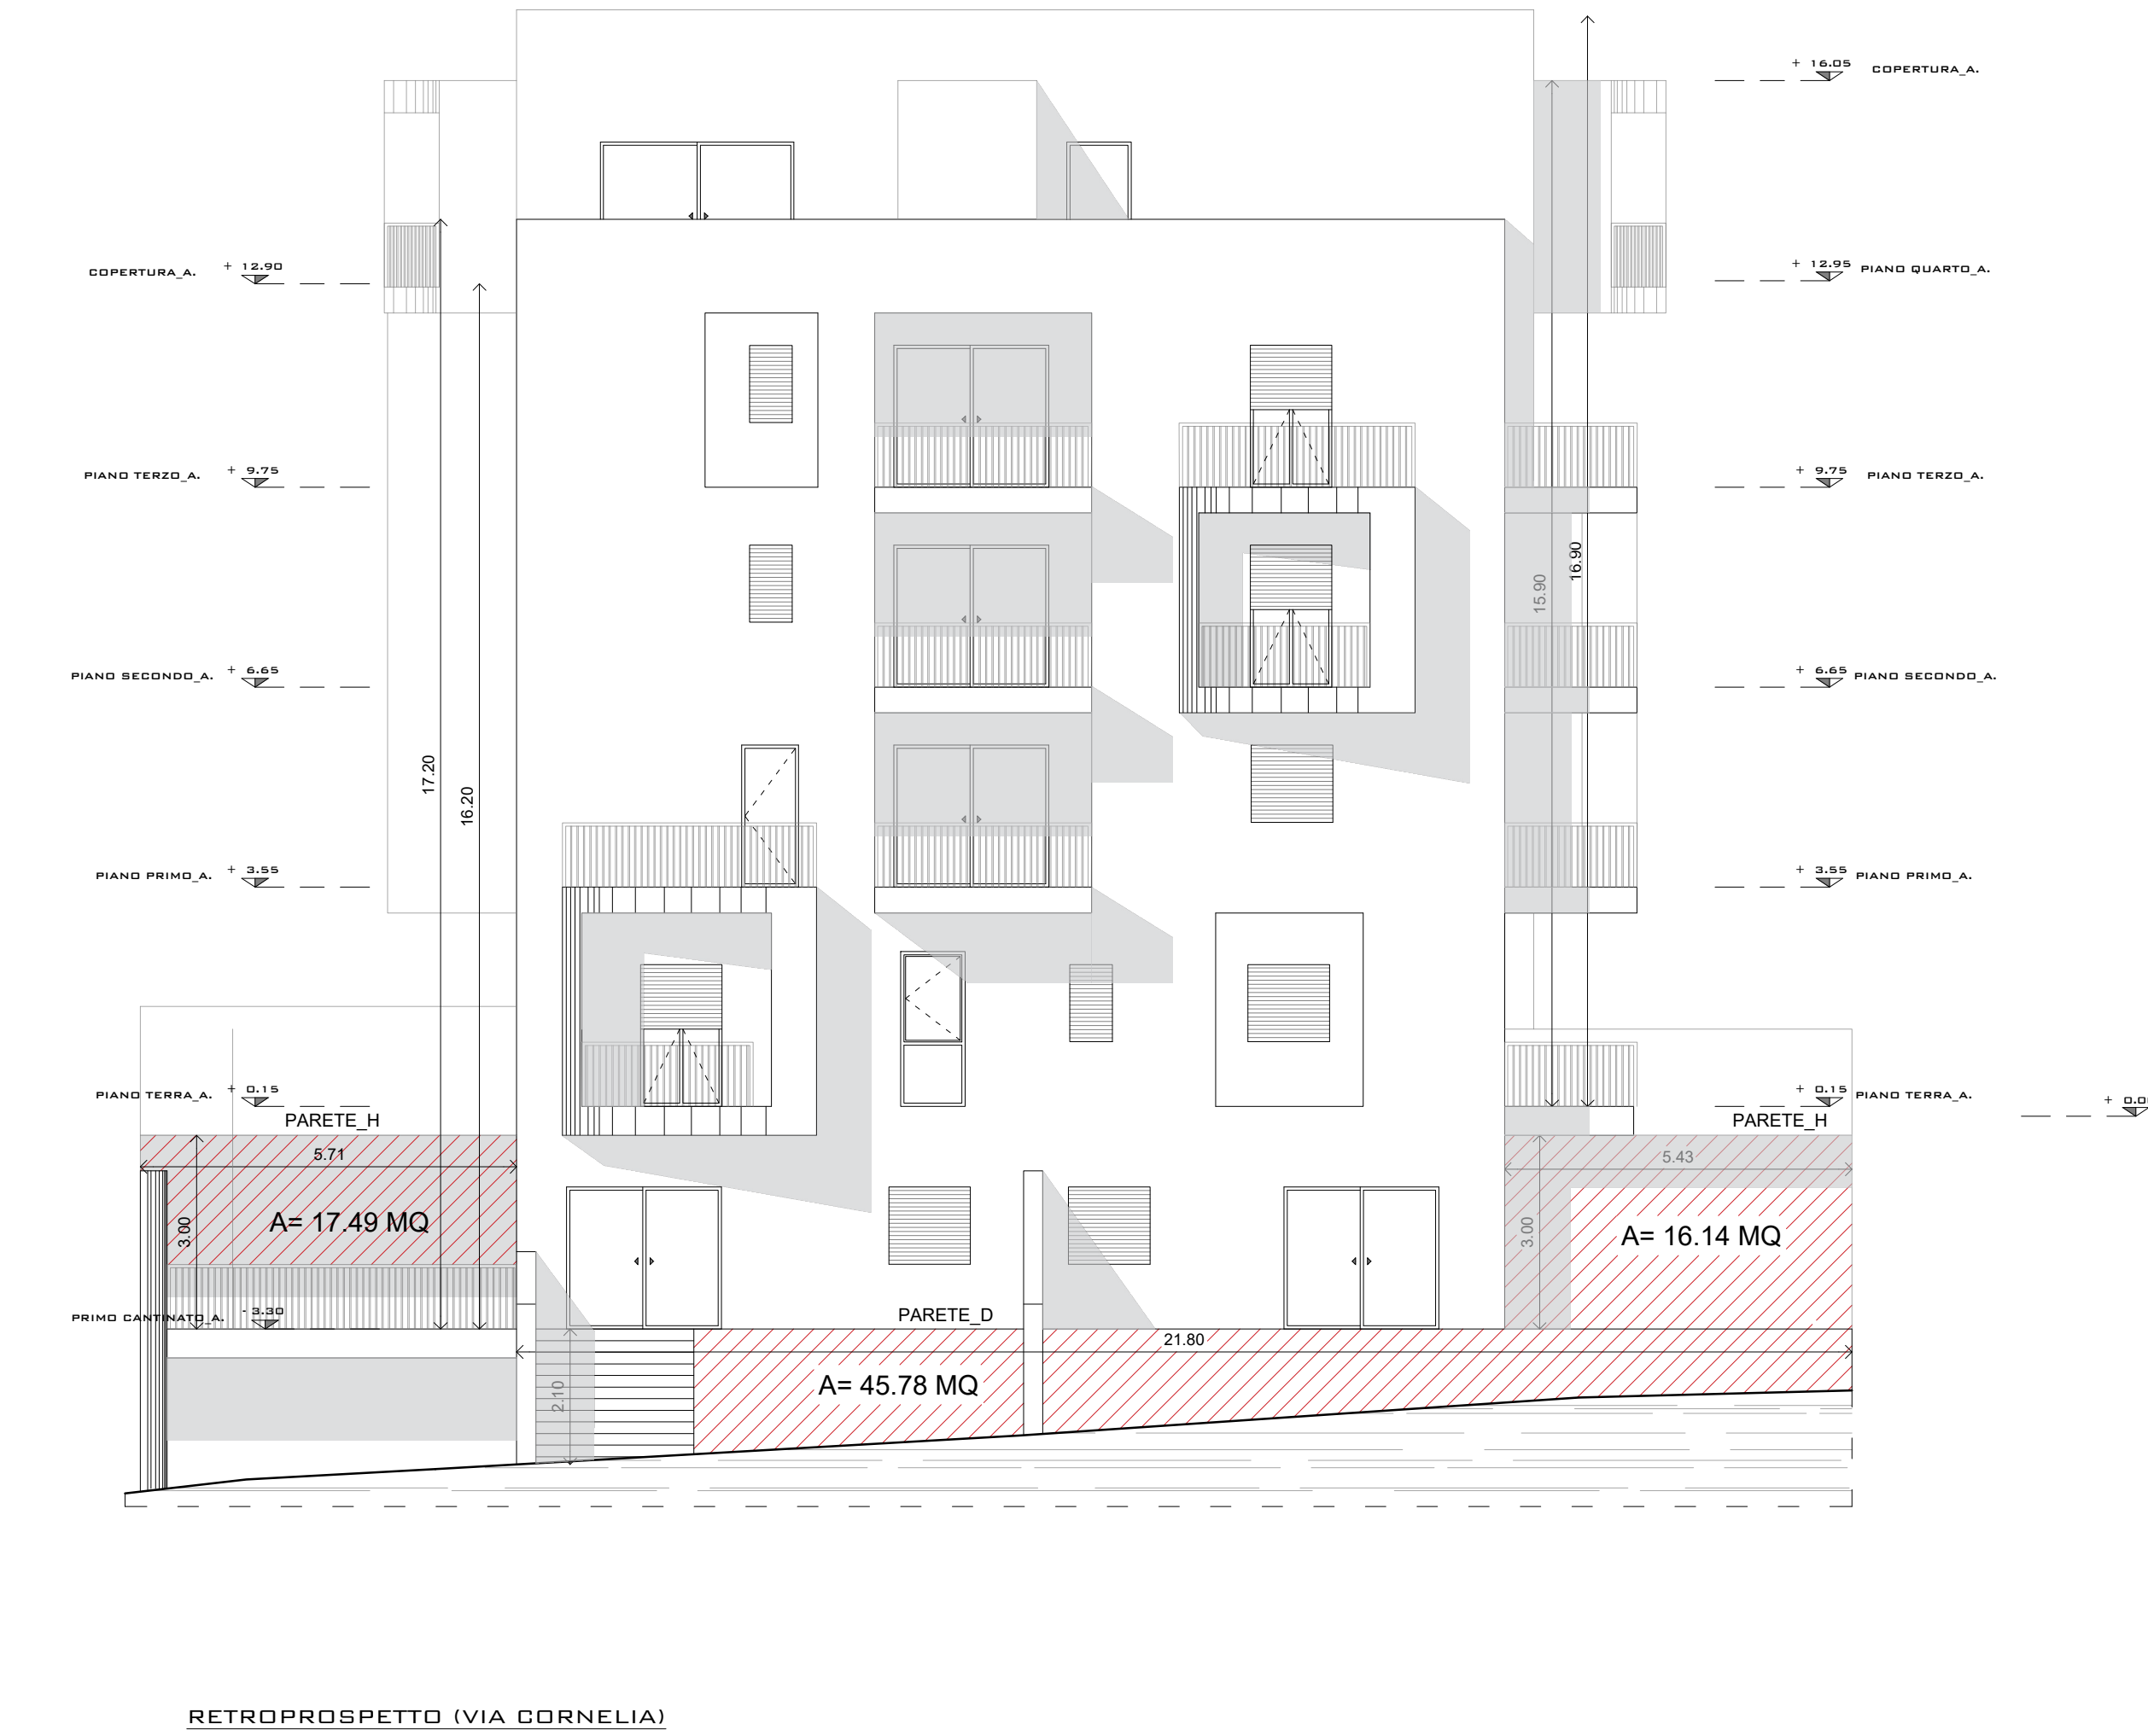 + 16.05 COPERTURA_A.
COPERTURA_A. + 12.90
+ 12.95 PIANO QUARTO_A.
PIANO TERZO_A. + 9.75
+ 9.75 PIANO TERZO_A.
16.90
15.90
PIANO SECONDO_A. + 6.65
+ 6.65 PIANO SECONDO_A.
17.20
16.20
PIANO PRIMO_A. + 3.55
+ 3.55 PIANO PRIMO_A.
PIANO TERRA_A. + 0.15
+ 0.15 PIANO TERRA_A.
+ 0.0
PARETE_H
PARETE_H
5.71
5.43
3.00
A= 17.49 MQ
3.00
A= 16.14 MQ
PRIMO CANTINATO_A. - 3.30
PARETE_D
21.80
2.10
A= 45.78 MQ
RETROPROSPETTO (VIA CORNELIA)